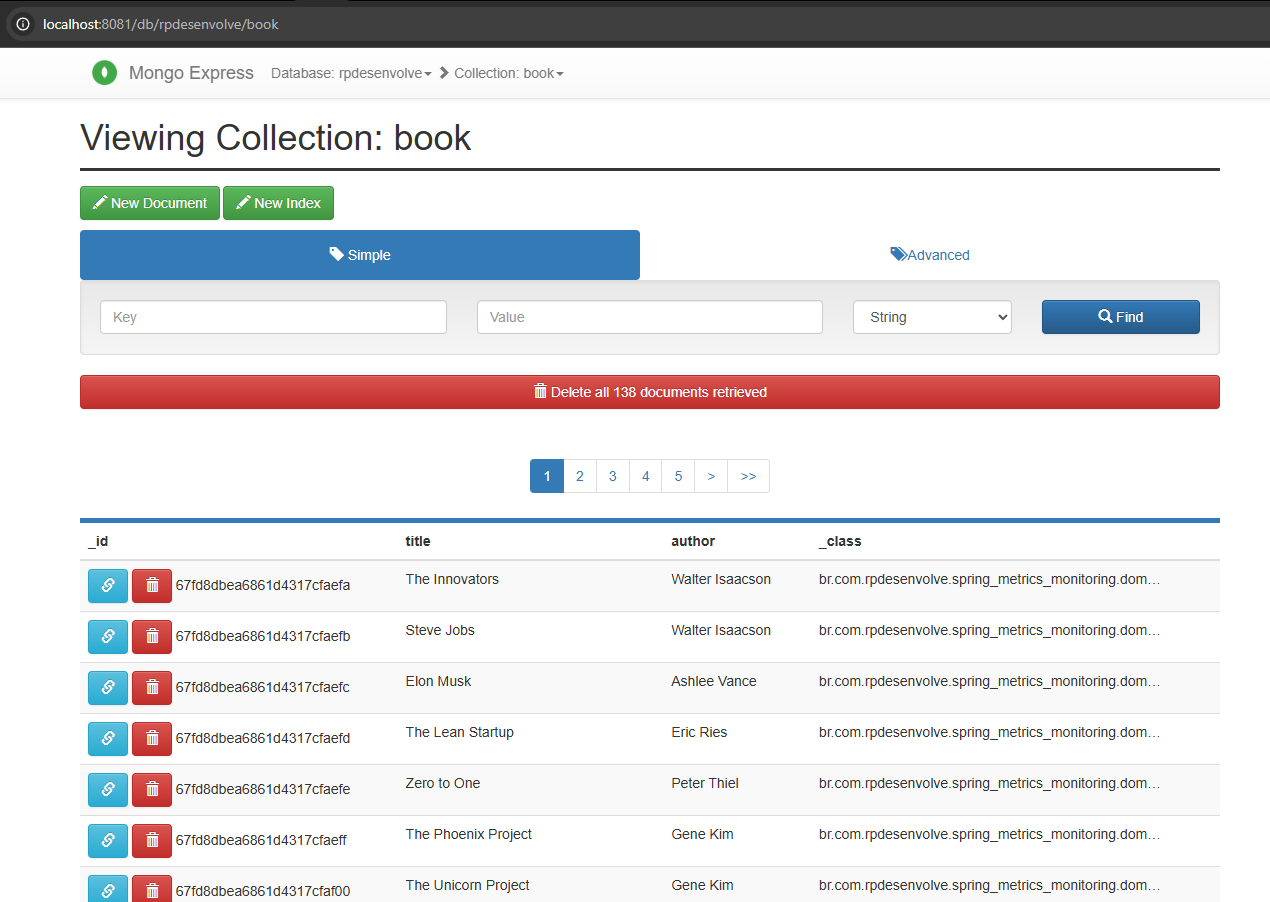 localhost:8081/db/rpdesenvolve/book
Mongo Express Database: rpdesenvolve Collection: book
Viewing Collection: book
New Document New Index
Simple Advanced
Key Value String Find
Delete all 138 documents retrieved
1 2 3 4 5 > >>
_id title author _class
67fd8dbea6861d4317cfaefa The Innovators Walter Isaacson br.com.rpdesenvolve.spring_metrics_monitoring.dom…
67fd8dbea6861d4317cfaefb Steve Jobs Walter Isaacson br.com.rpdesenvolve.spring_metrics_monitoring.dom…
67fd8dbea6861d4317cfaefc Elon Musk Ashlee Vance br.com.rpdesenvolve.spring_metrics_monitoring.dom…
67fd8dbea6861d4317cfaefd The Lean Startup Eric Ries br.com.rpdesenvolve.spring_metrics_monitoring.dom…
67fd8dbea6861d4317cfaefe Zero to One Peter Thiel br.com.rpdesenvolve.spring_metrics_monitoring.dom…
67fd8dbea6861d4317cfaeff The Phoenix Project Gene Kim br.com.rpdesenvolve.spring_metrics_monitoring.dom…
67fd8dbea6861d4317cfaf00 The Unicorn Project Gene Kim br.com.rpdesenvolve.spring_metrics_monitoring.dom…